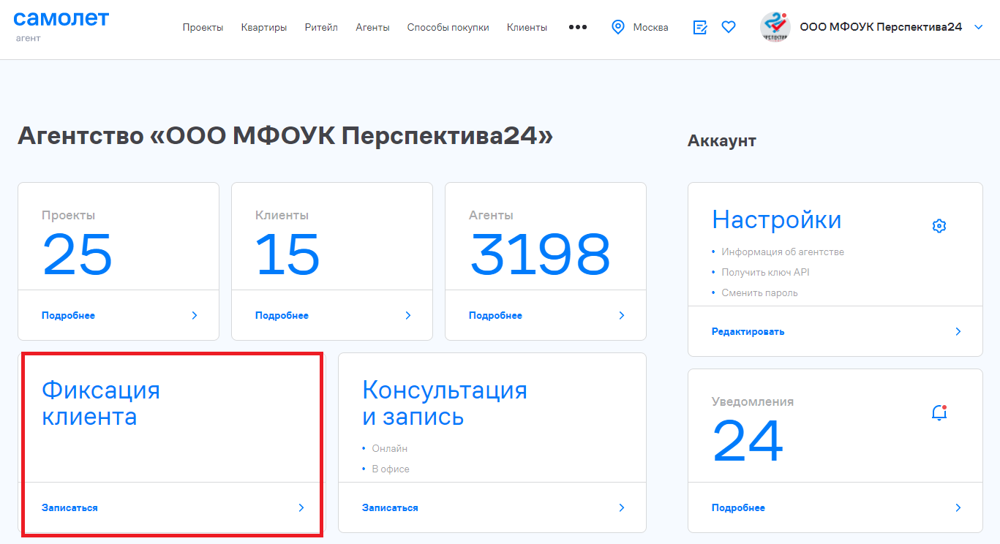 самолет
агент
Проекты
Квартиры
Ритейл
Агенты
Способы покупки
Клиенты
Москва
ООО МФОУК Перспектива24
Агентство «ООО МФОУК Перспектива24»
Аккаунт
Проекты
25
Подробнее
Клиенты
15
Подробнее
Агенты
3198
Подробнее
Настройки
Информация об агентстве
Получить ключ API
Сменить пароль
Редактировать
Фиксация
клиента
Записаться
Консультация
и запись
Онлайн
В офисе
Записаться
Уведомления
24
Подробнее